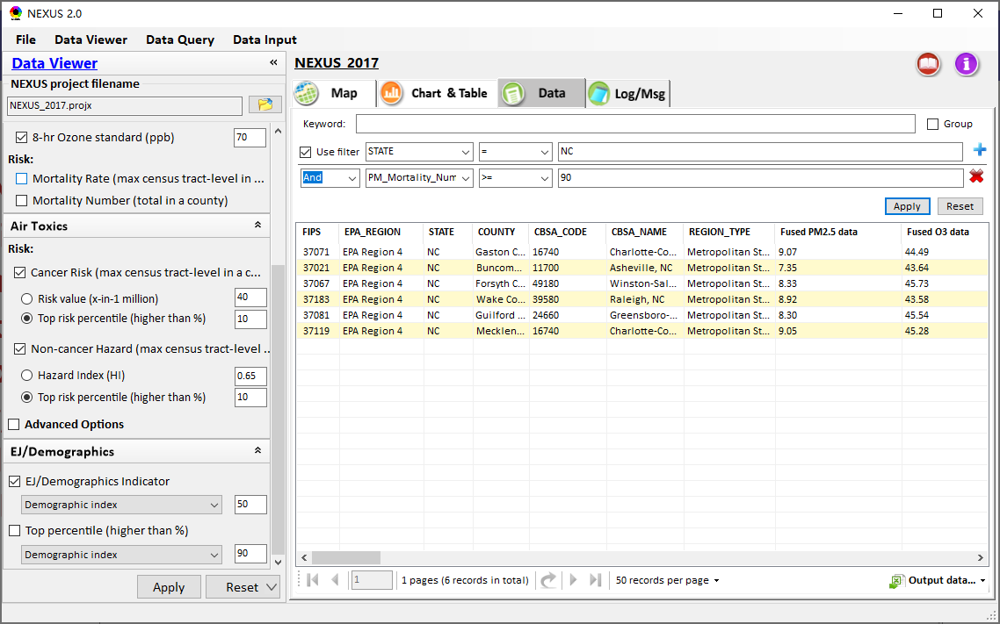 NEXUS 2.0
File Data Viewer Data Query Data Input
Data Viewer «
NEXUS project filename
NEXUS_2017.projx
8-hr Ozone standard (ppb) 70
Risk:
Mortality Rate (max census tract-level in ...
Mortality Number (total in a county)
Air Toxics
Risk:
Cancer Risk (max census tract-level in a c...
Risk value (x-in-1 million) 40
Top risk percentile (higher than %) 10
Non-cancer Hazard (max census tract-level ..
Hazard Index (HI) 0.65
Top risk percentile (higher than %) 10
Advanced Options
EJ/Demographics
EJ/Demographics Indicator
Demographic index 50
Top percentile (higher than %)
Demographic index 90
Apply Reset
NEXUS_2017
Map Chart & Table Data Log/Msg
Keyword: Group
Use filter STATE = NC
And PM_Mortality_Num >= 90
Apply Reset
FIPS EPA_REGION STATE COUNTY CBSA_CODE CBSA_NAME REGION_TYPE Fused PM2.5 data Fused O3 data
37071 EPA Region 4 NC Gaston C... 16740 Charlotte-Co... Metropolitan St... 9.07 44.49
37021 EPA Region 4 NC Buncom... 11700 Asheville, NC Metropolitan St... 7.35 43.64
37067 EPA Region 4 NC Forsyth C... 49180 Winston-Sal... Metropolitan St... 8.33 45.73
37183 EPA Region 4 NC Wake Co... 39580 Raleigh, NC Metropolitan St... 8.92 43.58
37081 EPA Region 4 NC Guilford ... 24660 Greensboro-... Metropolitan St... 8.30 45.54
37119 EPA Region 4 NC Mecklen... 16740 Charlotte-Co... Metropolitan St... 9.05 45.28
1 1 pages (6 records in total) 50 records per page Output data...